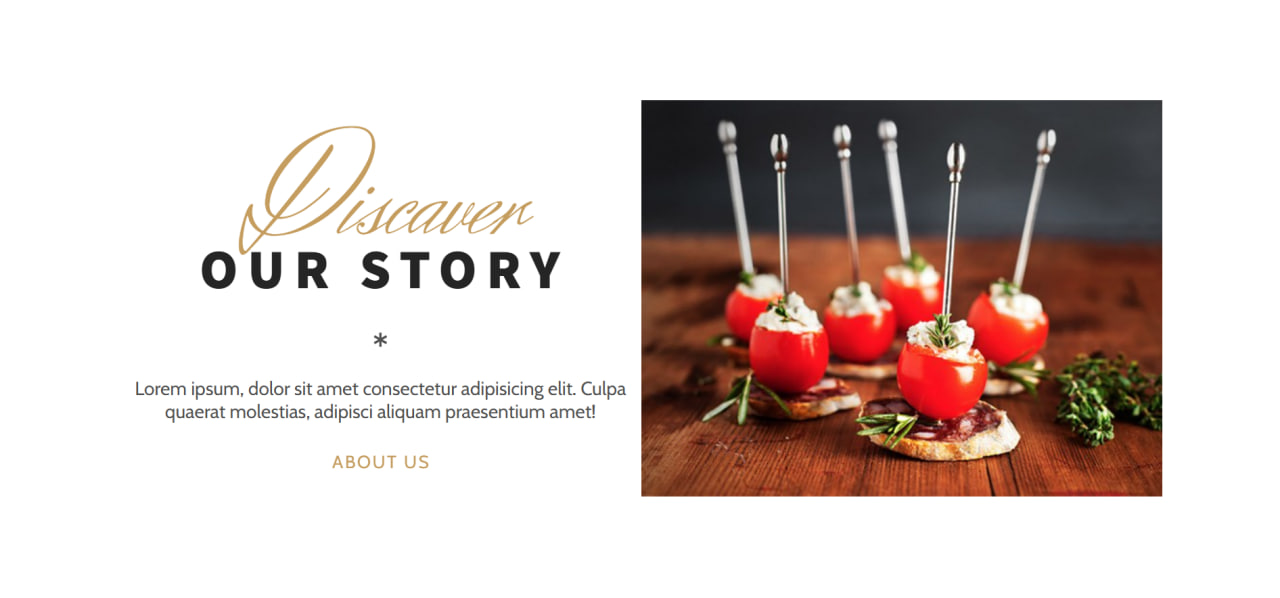 Discover
OUR STORY
*
Lorem ipsum, dolor sit amet consectetur adipisicing elit. Culpa
quaerat molestias, adipisci aliquam praesentium amet!
ABOUT US